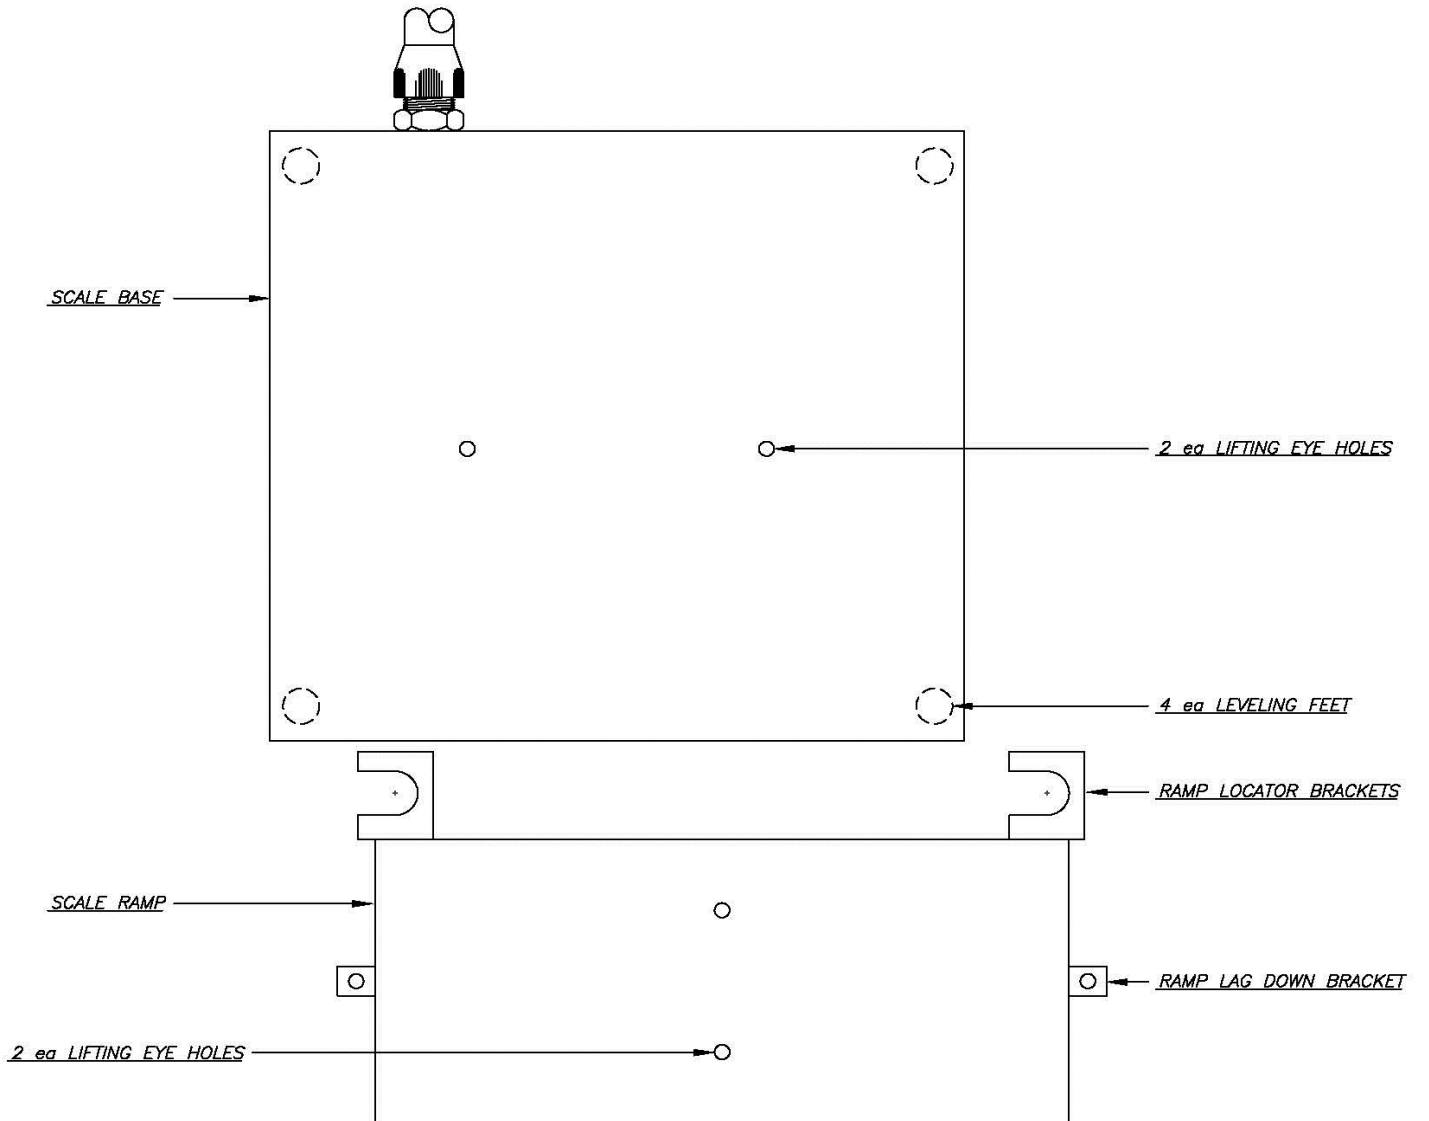 SCALE BASE
2 ea LIFTING EYE HOLES
4 ea LEVELING FEET
RAMP LOCATOR BRACKETS
SCALE RAMP
RAMP LAG DOWN BRACKET
2 ea LIFTING EYE HOLES